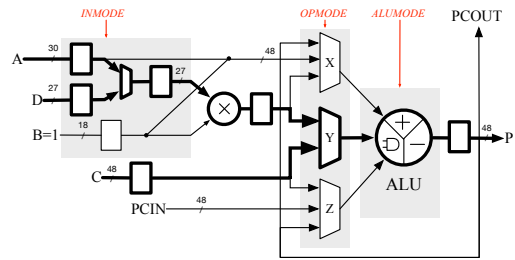 INMODE
OPMODE
ALUMODE
PCOUT
A
30
27
48
X
D
27
B=1
18
×
Y
+
−
48
P
C
48
ALU
PCIN
48
Z